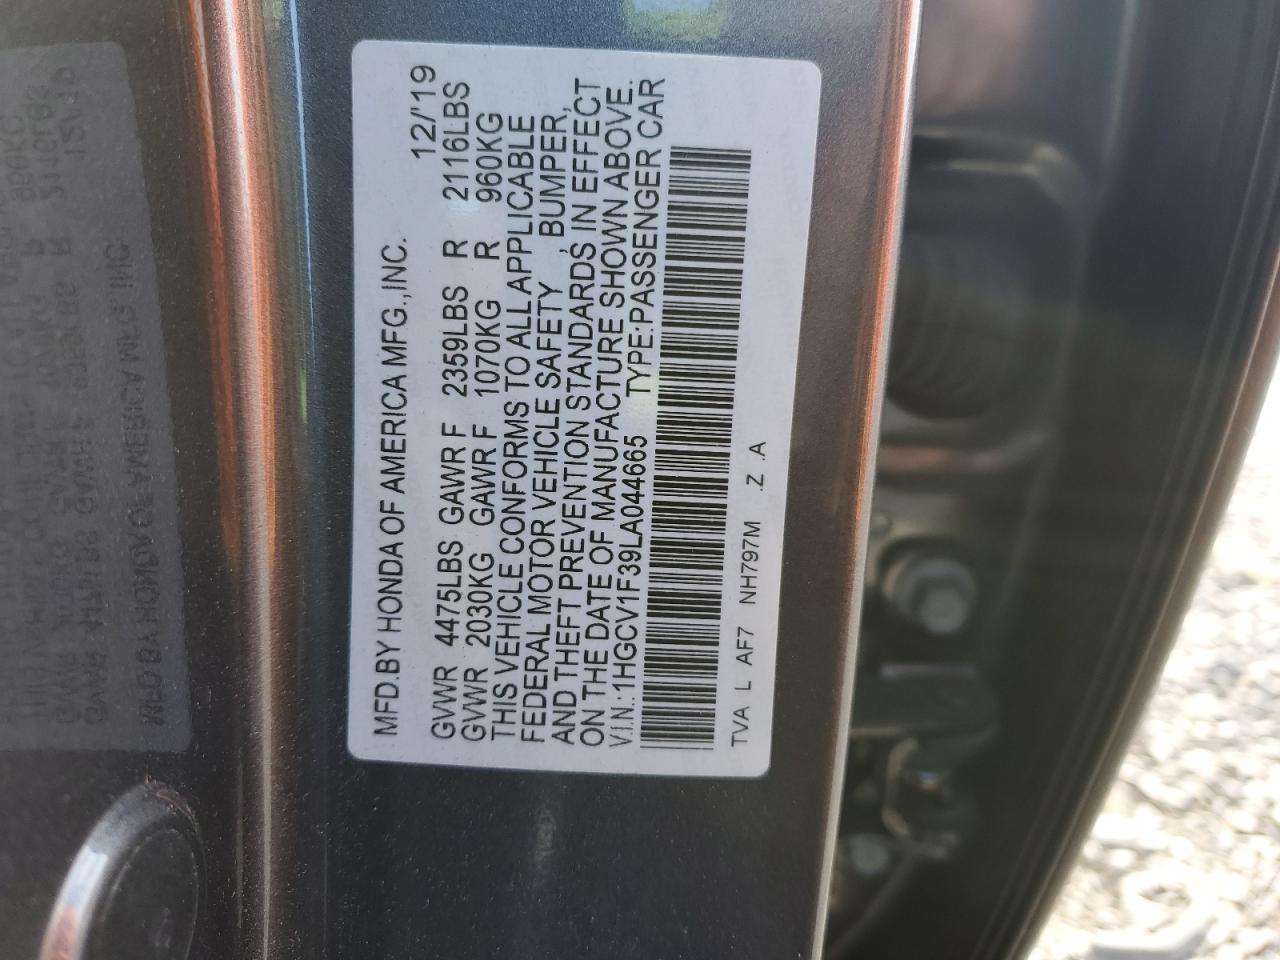 MFD.BY HONDA OF AMERICA MFG.,INC. 12/'19
GVWR 4475LBS GAWR F 2359LBS R 2116LBS
GVWR 2030KG GAWR F 1070KG R 960KG
THIS VEHICLE CONFORMS TO ALL APPLICABLE
FEDERAL MOTOR VEHICLE SAFETY , BUMPER,
AND THEFT PREVENTION STANDARDS IN EFFECT
ON THE DATE OF MANUFACTURE SHOWN ABOVE.
V.I.N.:1HGCV1F39LA044665 TYPE:PASSENGER CAR
TVA L AF7 NH797M .Z .A